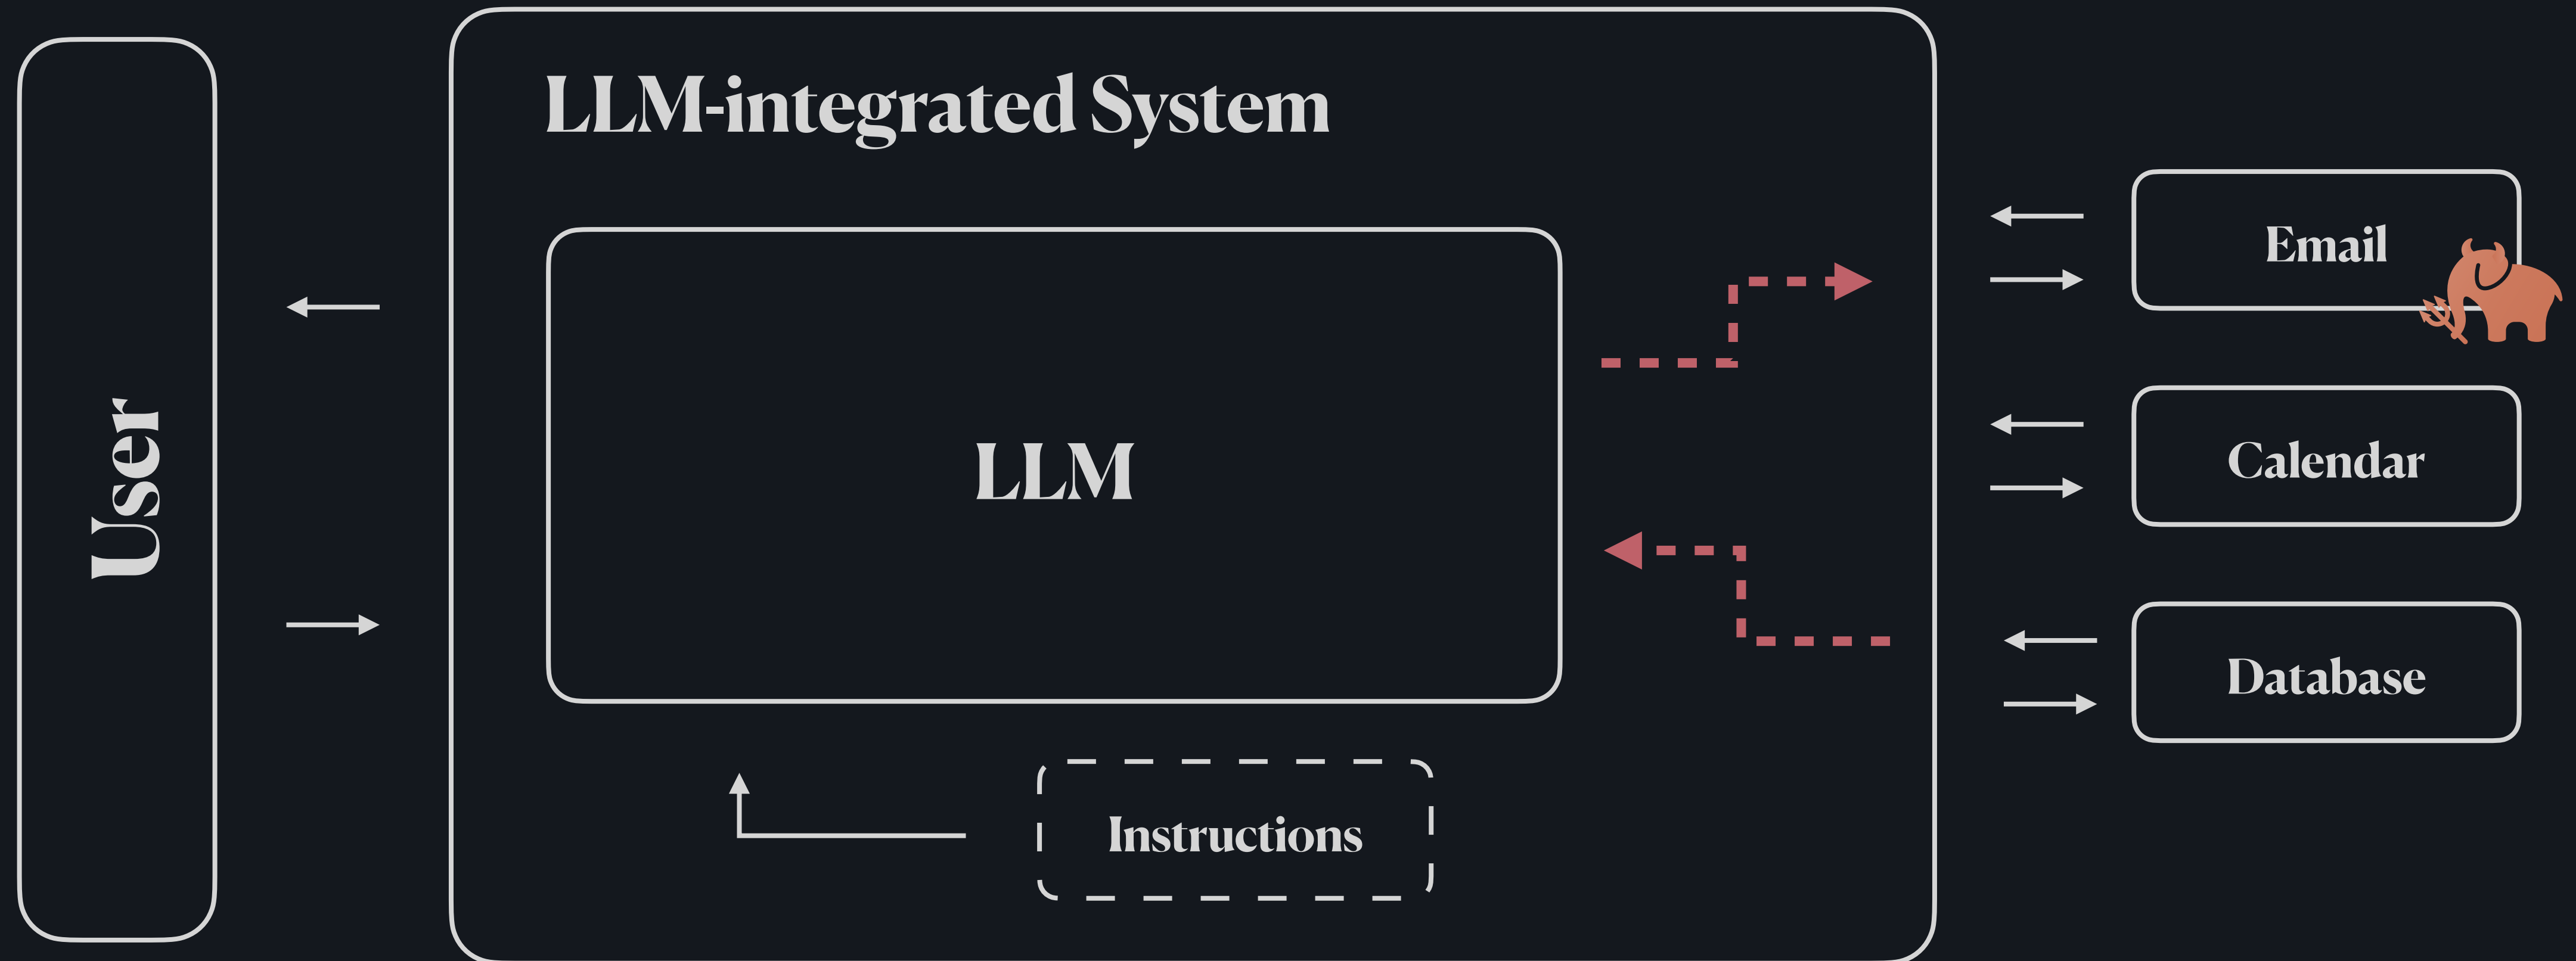 LLM-integrated System
User
LLM
Instructions
Email
Calendar
Database